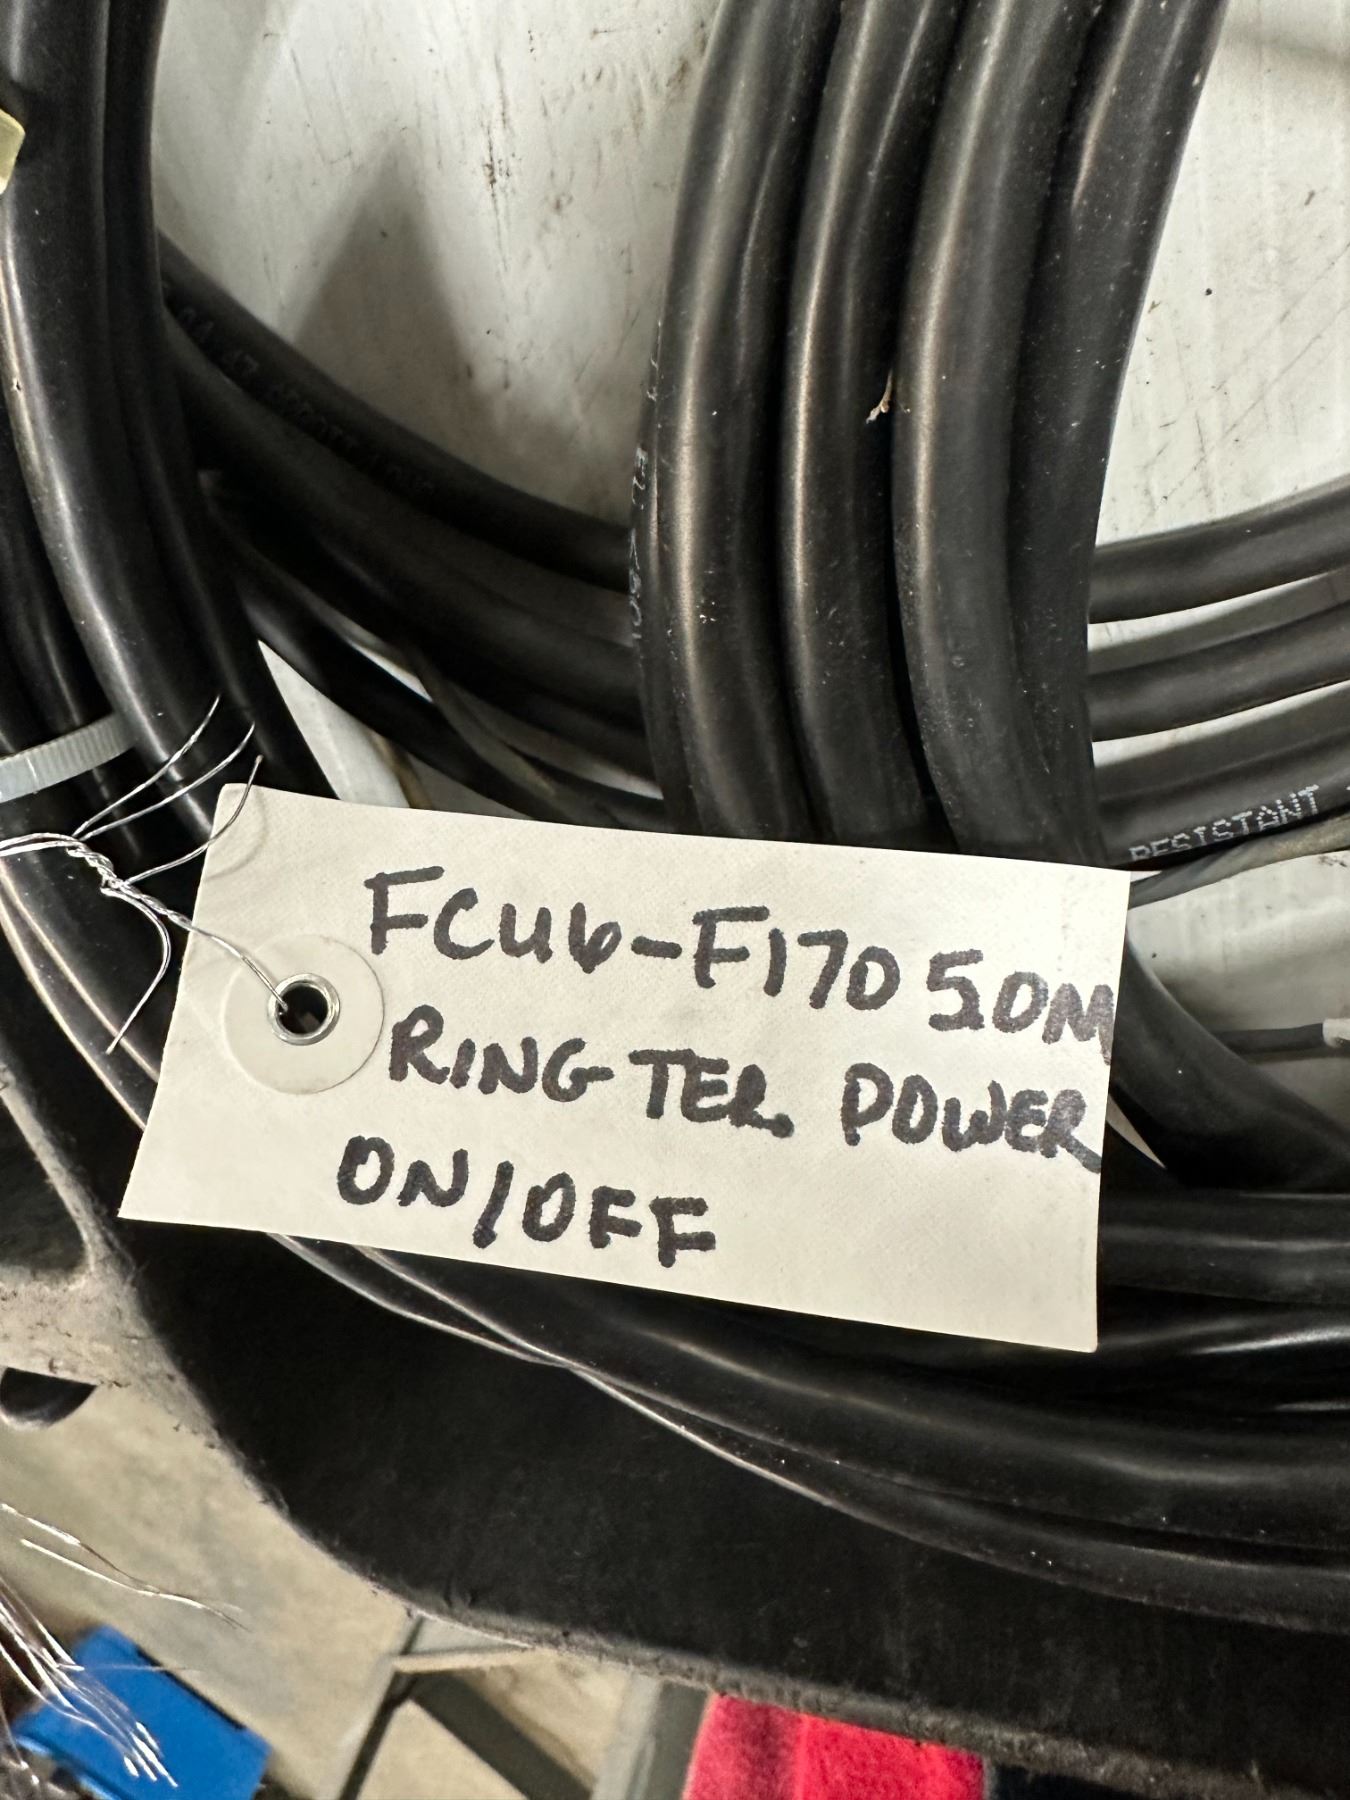 FCU6-F170 5.0M
RING TER. POWER
ON/OFF
RESISTANT